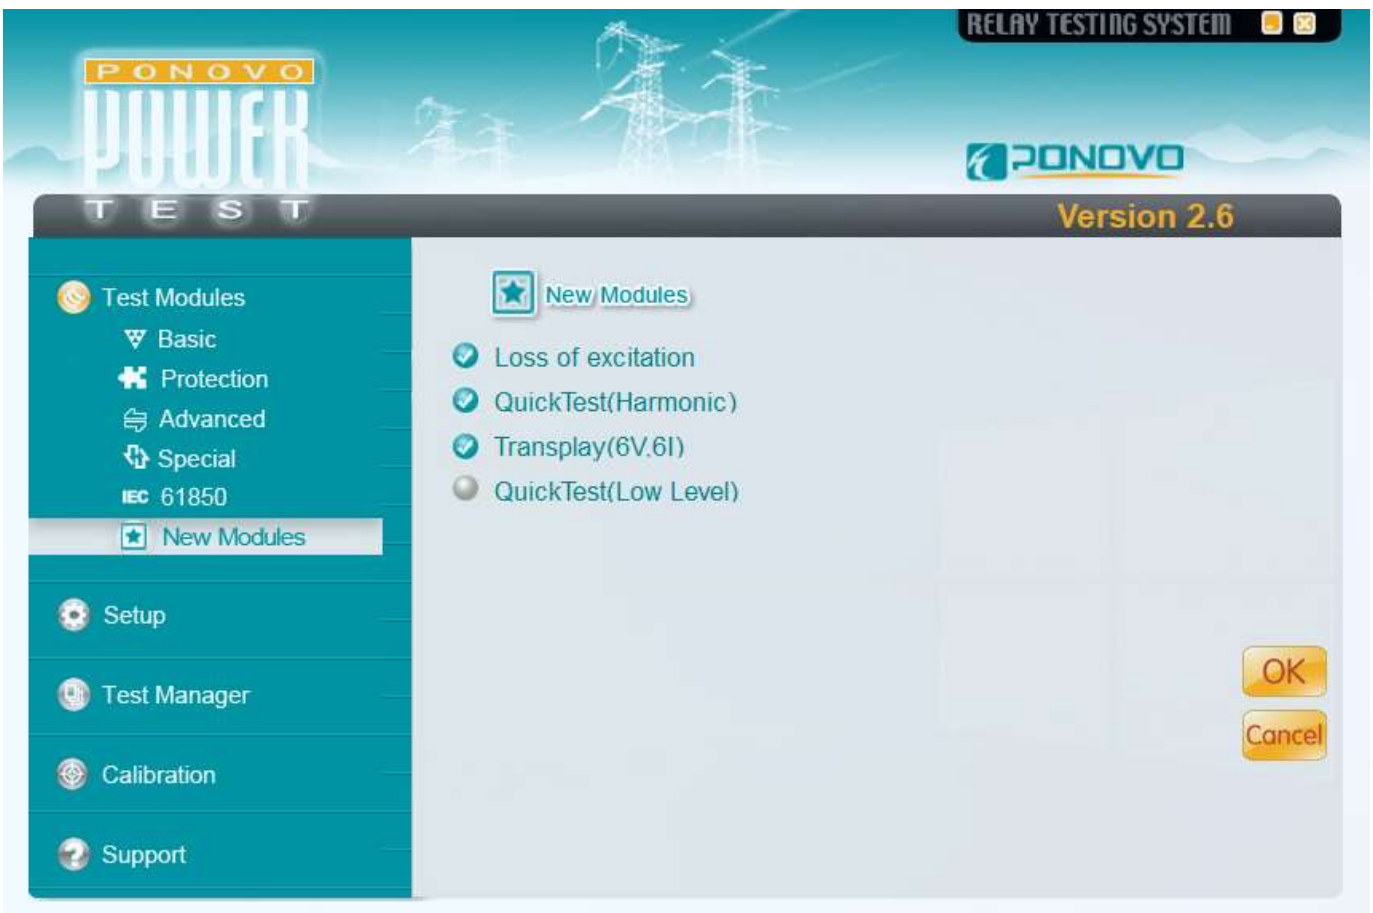 RELAY TESTING SYSTEM
PONOVO
POWER
TEST
PONOVO
Version 2.6
Test Modules
Basic
Protection
Advanced
Special
IEC 61850
New Modules
Setup
Test Manager
Calibration
Support
New Modules
Loss of excitation
QuickTest(Harmonic)
Transplay(6V,6I)
QuickTest(Low Level)
OK
Cancel